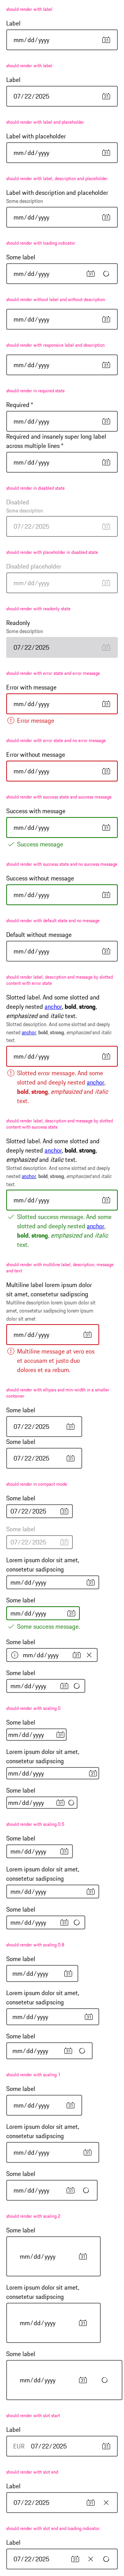 should render with label
Label
mm/dd/yyyy
should render with label
Label
07/22/2025
should render with label and placeholder
Label with placeholder
mm/dd/yyyy
should render with label, description and placeholder
Label with description and placeholder
Some description
mm/dd/yyyy
should render with loading indicator
Some label
mm/dd/yyyy
should render without label and without description
mm/dd/yyyy
should render with responsive label and description
mm/dd/yyyy
should render in required state
Required *
mm/dd/yyyy
Required and insanely super long label
across multiple lines *
mm/dd/yyyy
should render in disabled state
Disabled
Some description
07/22/2025
should render with placeholder in disabled state
Disabled placeholder
mm/dd/yyyy
should render with readonly state
Readonly
Some description
07/22/2025
should render with error state and error message
Error with message
mm/dd/yyyy
Error message
should render with error state and no error message
Error without message
mm/dd/yyyy
should render with success state and success message
Success with message
mm/dd/yyyy
Success message
should render with success state and no success message
Success without message
mm/dd/yyyy
should render with default state and no message
Default without message
mm/dd/yyyy
should render label, description and message by slotted
content with error state
Slotted label. And some slotted and
deeply nested anchor, bold, strong,
emphasized and italic text.
Slotted description. And some slotted and deeply
nested anchor, bold, strong, emphasized and italic
text.
mm/dd/yyyy
Slotted error message. And some
slotted and deeply nested anchor,
bold, strong, emphasized and italic
text.
should render label, description and message by slotted
content with success state
Slotted label. And some slotted and
deeply nested anchor, bold, strong,
emphasized and italic text.
Slotted description. And some slotted and deeply
nested anchor, bold, strong, emphasized and italic
text.
mm/dd/yyyy
Slotted success message. And some
slotted and deeply nested anchor,
bold, strong, emphasized and italic
text.
should render with multiline label, description, message
and text
Multiline label lorem ipsum dolor
sit amet, consetetur sadipscing
Multiline description lorem ipsum dolor sit
amet, consetetur sadipscing lorem ipsum
dolor sit amet
mm/dd/yyyy
Multiline message at vero eos
et accusam et justo duo
dolores et ea rebum.
should render with ellipsis and min-width in a smaller
container
Some label
07/22/2025
Some label
07/22/2025
should render in compact mode
Some label
07/22/2025
Some label
07/22/2025
Lorem ipsum dolor sit amet,
consetetur sadipscing
mm/dd/yyyy
Some label
mm/dd/yyyy
Some success message.
Some label
mm/dd/yyyy
Some label
mm/dd/yyyy
should render with scaling 0
Some label
mm/dd/yyyy
Lorem ipsum dolor sit amet,
consetetur sadipscing
mm/dd/yyyy
Some label
mm/dd/yyyy
should render with scaling 0.5
Some label
mm/dd/yyyy
Lorem ipsum dolor sit amet,
consetetur sadipscing
mm/dd/yyyy
Some label
mm/dd/yyyy
should render with scaling 0.8
Some label
mm/dd/yyyy
Lorem ipsum dolor sit amet,
consetetur sadipscing
mm/dd/yyyy
Some label
mm/dd/yyyy
should render with scaling 1
Some label
mm/dd/yyyy
Lorem ipsum dolor sit amet,
consetetur sadipscing
mm/dd/yyyy
Some label
mm/dd/yyyy
should render with scaling 2
Some label
mm/dd/yyyy
Lorem ipsum dolor sit amet,
consetetur sadipscing
mm/dd/yyyy
Some label
mm/dd/yyyy
should render with slot start
Label
EUR 07/22/2025
should render with slot end
Label
07/22/2025
should render with slot end and loading indicator
Label
07/22/2025